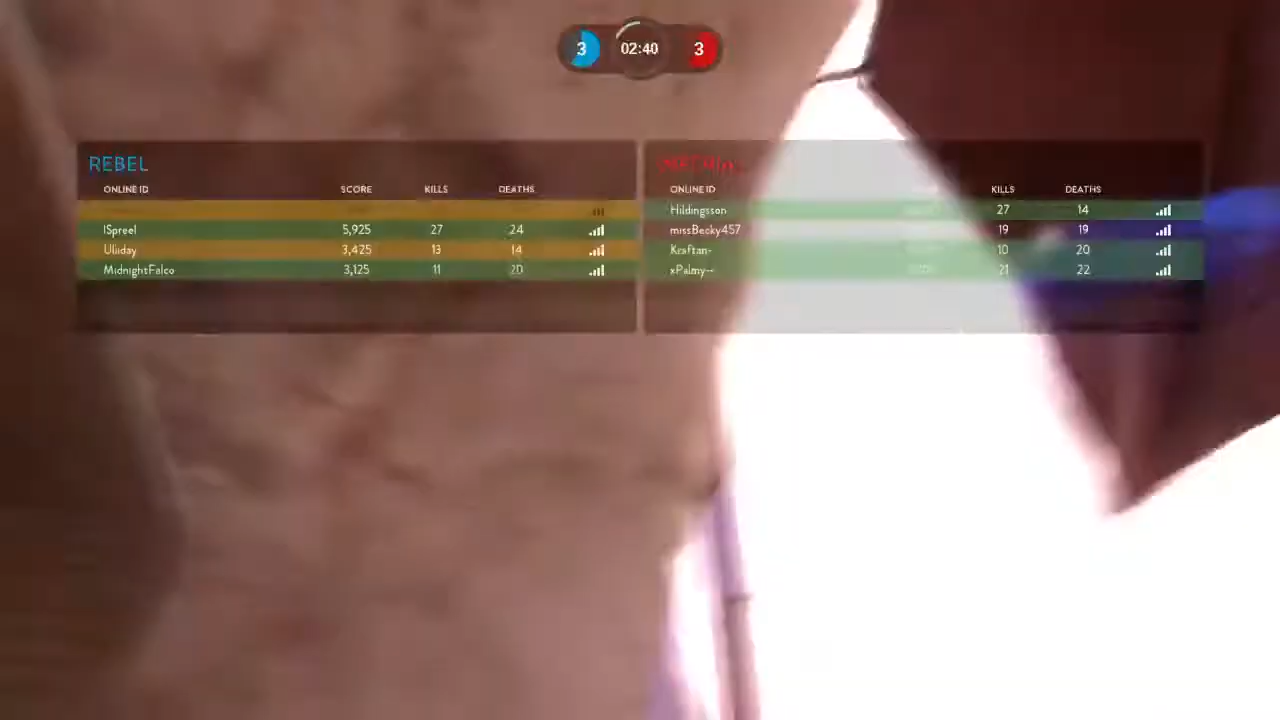 3 02:40 3
REBEL
ONLINE ID SCORE KILLS DEATHS
ISpreel 5,925 27 24
Uliiday 3,425 13 14
MidnightFalco 3,125 11 20
ONLINE ID KILLS DEATHS
Hildingsson 27 14
missBecky457 19 19
Kraftan- 10 20
xPalmy-- 21 22